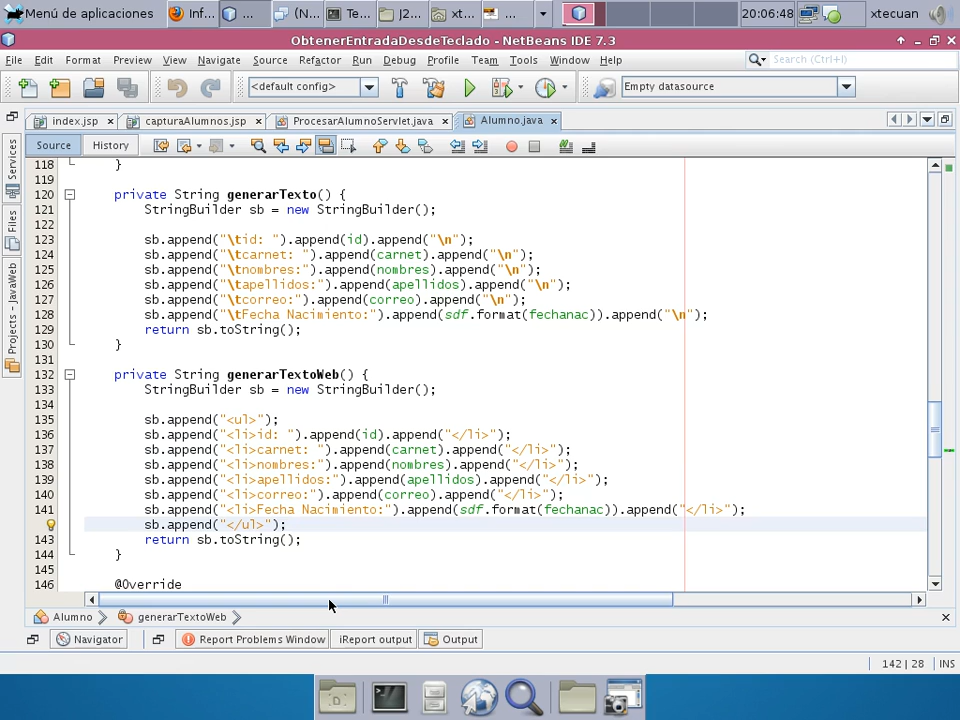 Menú de aplicaciones
Inf...
...
(N...
Te...
J2...
xt...
...
20:06:48
xtecuan
ObtenerEntradaDesdeTeclado - NetBeans IDE 7.3
File Edit Format Preview View Navigate Source Refactor Run Debug Profile Team Tools Window Help
Search (Ctrl+I)
<default config>
Empty datasource
index.jsp
capturaAlumnos.jsp
ProcesarAlumnoServlet.java
Alumno.java
Source History
Services
Files
Projects - JavaWeb
118 }
119
120 private String generarTexto() {
121 StringBuilder sb = new StringBuilder();
122
123 sb.append("\tid: ").append(id).append("\n");
124 sb.append("\tcarnet: ").append(carnet).append("\n");
125 sb.append("\tnombres:").append(nombres).append("\n");
126 sb.append("\tapellidos:").append(apellidos).append("\n");
127 sb.append("\tcorreo:").append(correo).append("\n");
128 sb.append("\tFecha Nacimiento:").append(sdf.format(fechanac)).append("\n");
129 return sb.toString();
130 }
131
132 private String generarTextoWeb() {
133 StringBuilder sb = new StringBuilder();
134
135 sb.append("<ul>");
136 sb.append("<li>id: ").append(id).append("</li>");
137 sb.append("<li>carnet: ").append(carnet).append("</li>");
138 sb.append("<li>nombres:").append(nombres).append("</li>");
139 sb.append("<li>apellidos:").append(apellidos).append("</li>");
140 sb.append("<li>correo:").append(correo).append("</li>");
141 sb.append("<li>Fecha Nacimiento:").append(sdf.format(fechanac)).append("</li>");
sb.append("</ul>");
143 return sb.toString();
144 }
145
146 @Override
Alumno
generarTextoWeb
Navigator
Report Problems Window
iReport output
Output
142 | 28 INS